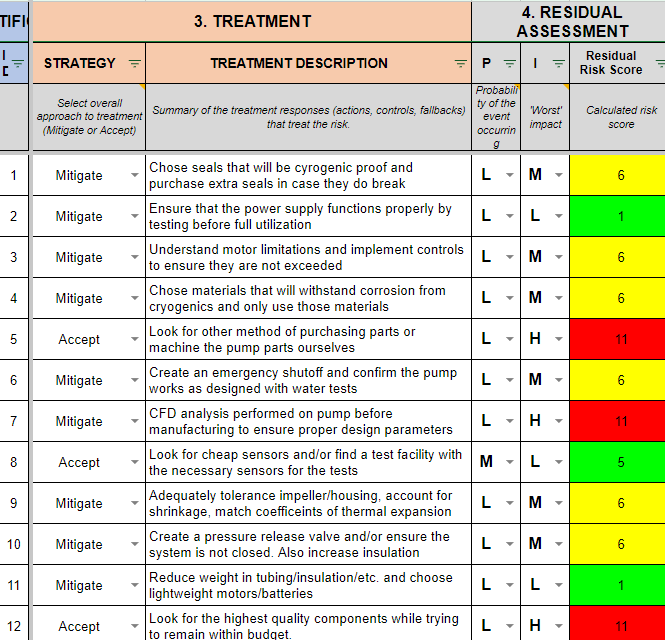 TIFI
3. TREATMENT
4. RESIDUAL
ASSESSMENT
I
D
STRATEGY
TREATMENT DESCRIPTION
P
I
Residual
Risk Score
Select overall
approach to treatment
(Mitigate or Accept)
Summary of the treatment responses (actions, controls, fallbacks)
that treat the risk.
Probabili
ty of the
event
occurrin
g
'Worst'
impact
Calculated risk
score
1 Mitigate Chose seals that will be cyrogenic proof and L M 6
purchase extra seals in case they do break
2 Mitigate Ensure that the power supply functions properly by L L 1
testing before full utilization
3 Mitigate Understand motor limitations and implement controls L M 6
to ensure they are not exceeded
4 Mitigate Chose materials that will withstand corrosion from L M 6
cryogenics and only use those materials
5 Accept Look for other method of purchasing parts or L H 11
machine the pump parts ourselves
6 Mitigate Create an emergency shutoff and confirm the pump L M 6
works as designed with water tests
7 Mitigate CFD analysis performed on pump before L H 11
manufacturing to ensure proper design parameters
8 Accept Look for cheap sensors and/or find a test facility with M L 5
the necessary sensors for the tests
9 Mitigate Adequately tolerance impeller/housing, account for L M 6
shrinkage, match coefficeints of thermal expansion
10 Mitigate Create a pressure release valve and/or ensure the L M 6
system is not closed. Also increase insulation
11 Mitigate Reduce weight in tubing/insulation/etc. and choose L L 1
lightweight motors/batteries
12 Accept Look for the highest quality components while trying L H 11
to remain within budget.